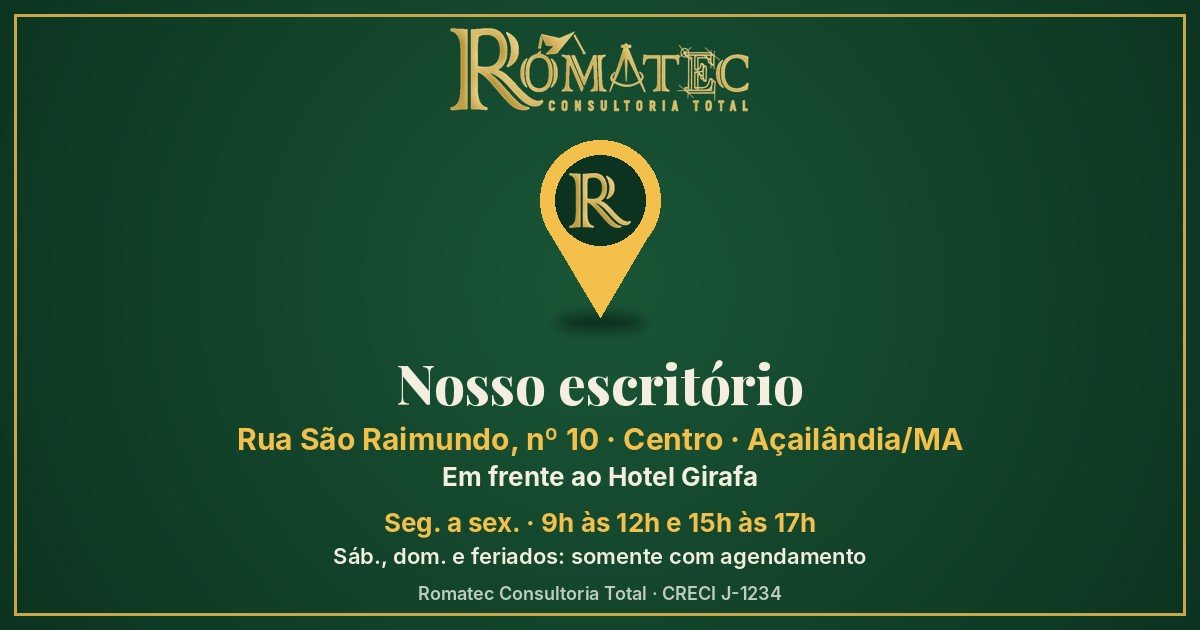 ROMATEC
CONSULTORIA TOTAL
R
Nosso escritório
Rua São Raimundo, nº 10 · Centro · Açailândia/MA
Em frente ao Hotel Girafa
Seg. a sex. · 9h às 12h e 15h às 17h
Sáb., dom. e feriados: somente com agendamento
Romatec Consultoria Total · CRECI J-1234